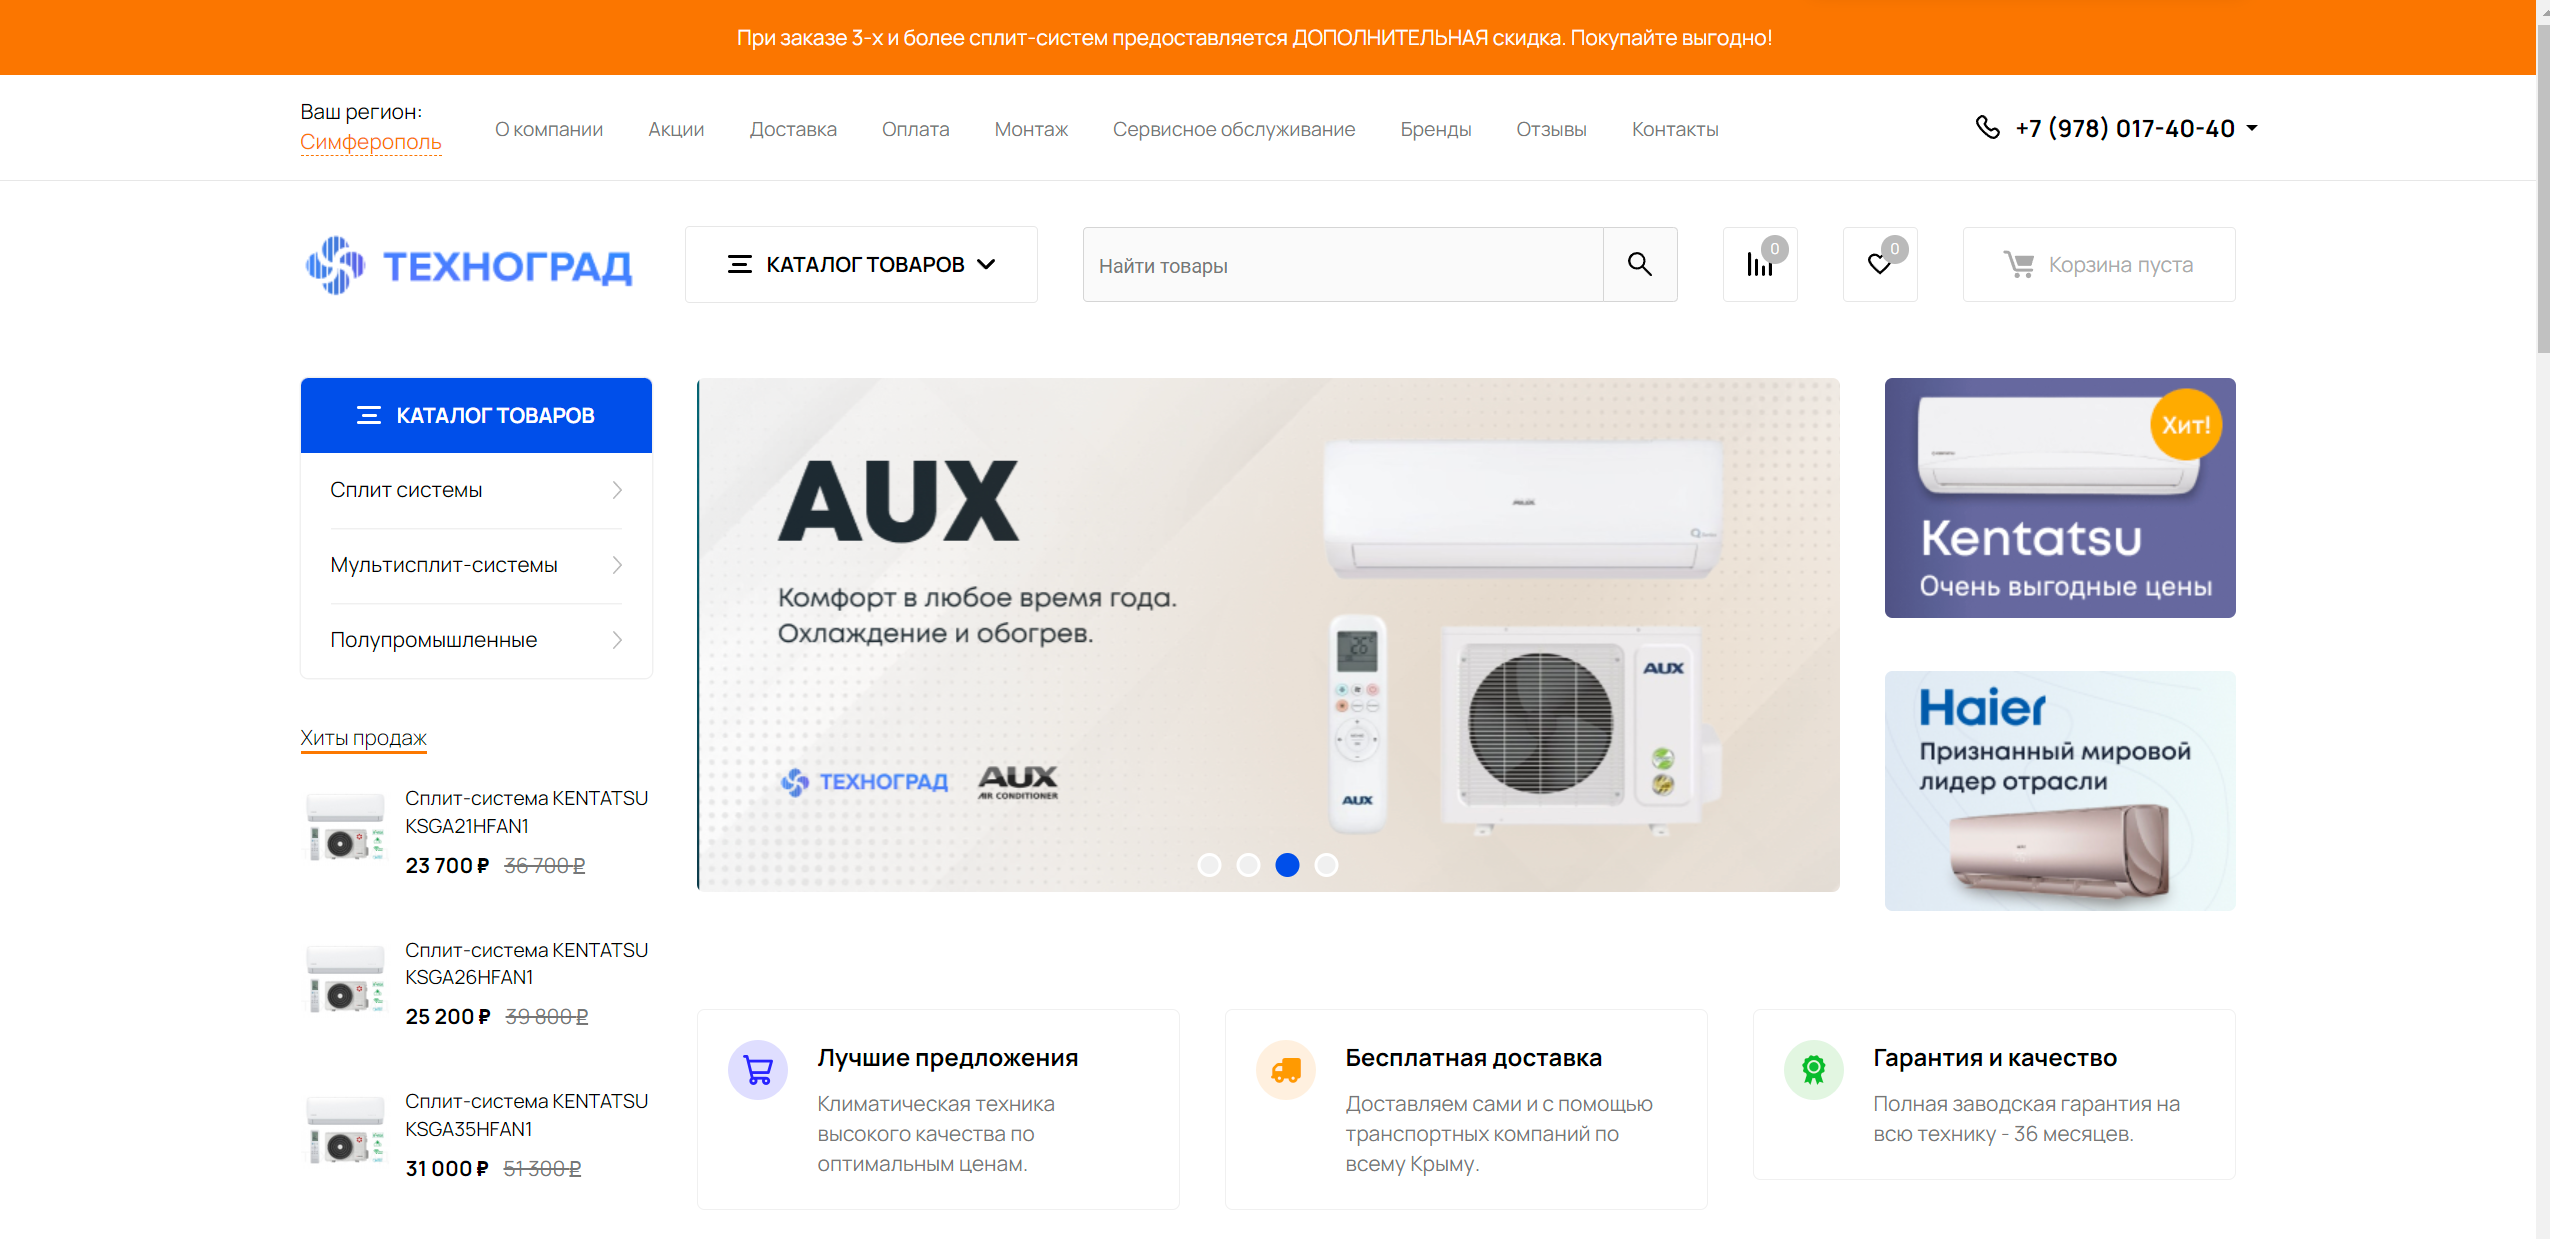 При заказе 3-х и более сплит-систем предоставляется ДОПОЛНИТЕЛЬНАЯ скидка. Покупайте выгодно!
Ваш регион:
Симферополь
О компании
Акции
Доставка
Оплата
Монтаж
Сервисное обслуживание
Бренды
Отзывы
Контакты
+7 (978) 017-40-40
ТЕХНОГРАД
КАТАЛОГ ТОВАРОВ
Найти товары
0
0
Корзина пуста
КАТАЛОГ ТОВАРОВ
Сплит системы
Мультисплит-системы
Полупромышленные
Хиты продаж
Сплит-система KENTATSU
KSGA21HFAN1
23 700 ₽ 36 700 ₽
Сплит-система KENTATSU
KSGA26HFAN1
25 200 ₽ 39 800 ₽
Сплит-система KENTATSU
KSGA35HFAN1
31 000 ₽ 51 300 ₽
AUX
Комфорт в любое время года.
Охлаждение и обогрев.
ТЕХНОГРАД
AUX
AIR CONDITIONER
AUX
26
AUX
AUX
Хит!
Kentatsu
Очень выгодные цены
Haier
Признанный мировой
лидер отрасли
Лучшие предложения
Климатическая техника
высокого качества по
оптимальным ценам.
Бесплатная доставка
Доставляем сами и с помощью
транспортных компаний по
всему Крыму.
Гарантия и качество
Полная заводская гарантия на
всю технику - 36 месяцев.